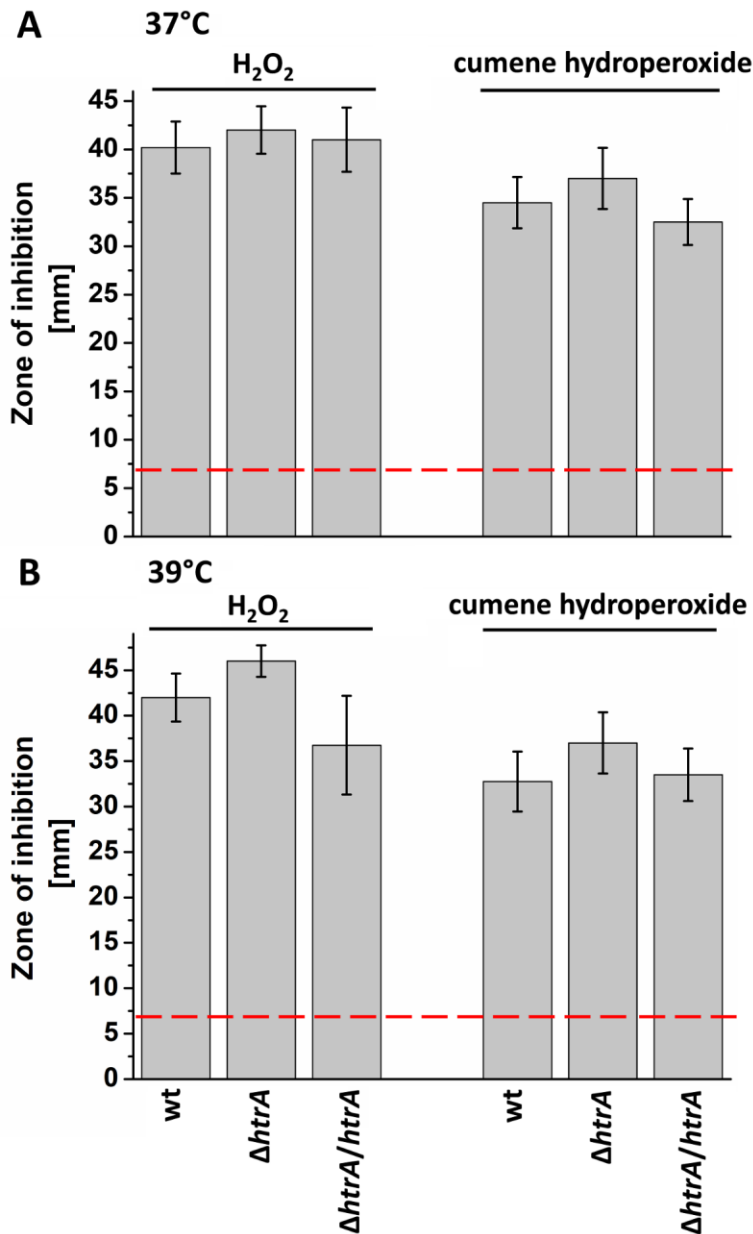 A 37°C
H₂O₂ cumene hydroperoxide
Zone of inhibition
[mm]
45
40
35
30
25
20
15
10
5
0
B 39°C
H₂O₂ cumene hydroperoxide
Zone of inhibition
[mm]
45
40
35
30
25
20
15
10
5
0
wt ΔhtrA ΔhtrA/htrA wt ΔhtrA ΔhtrA/htrA